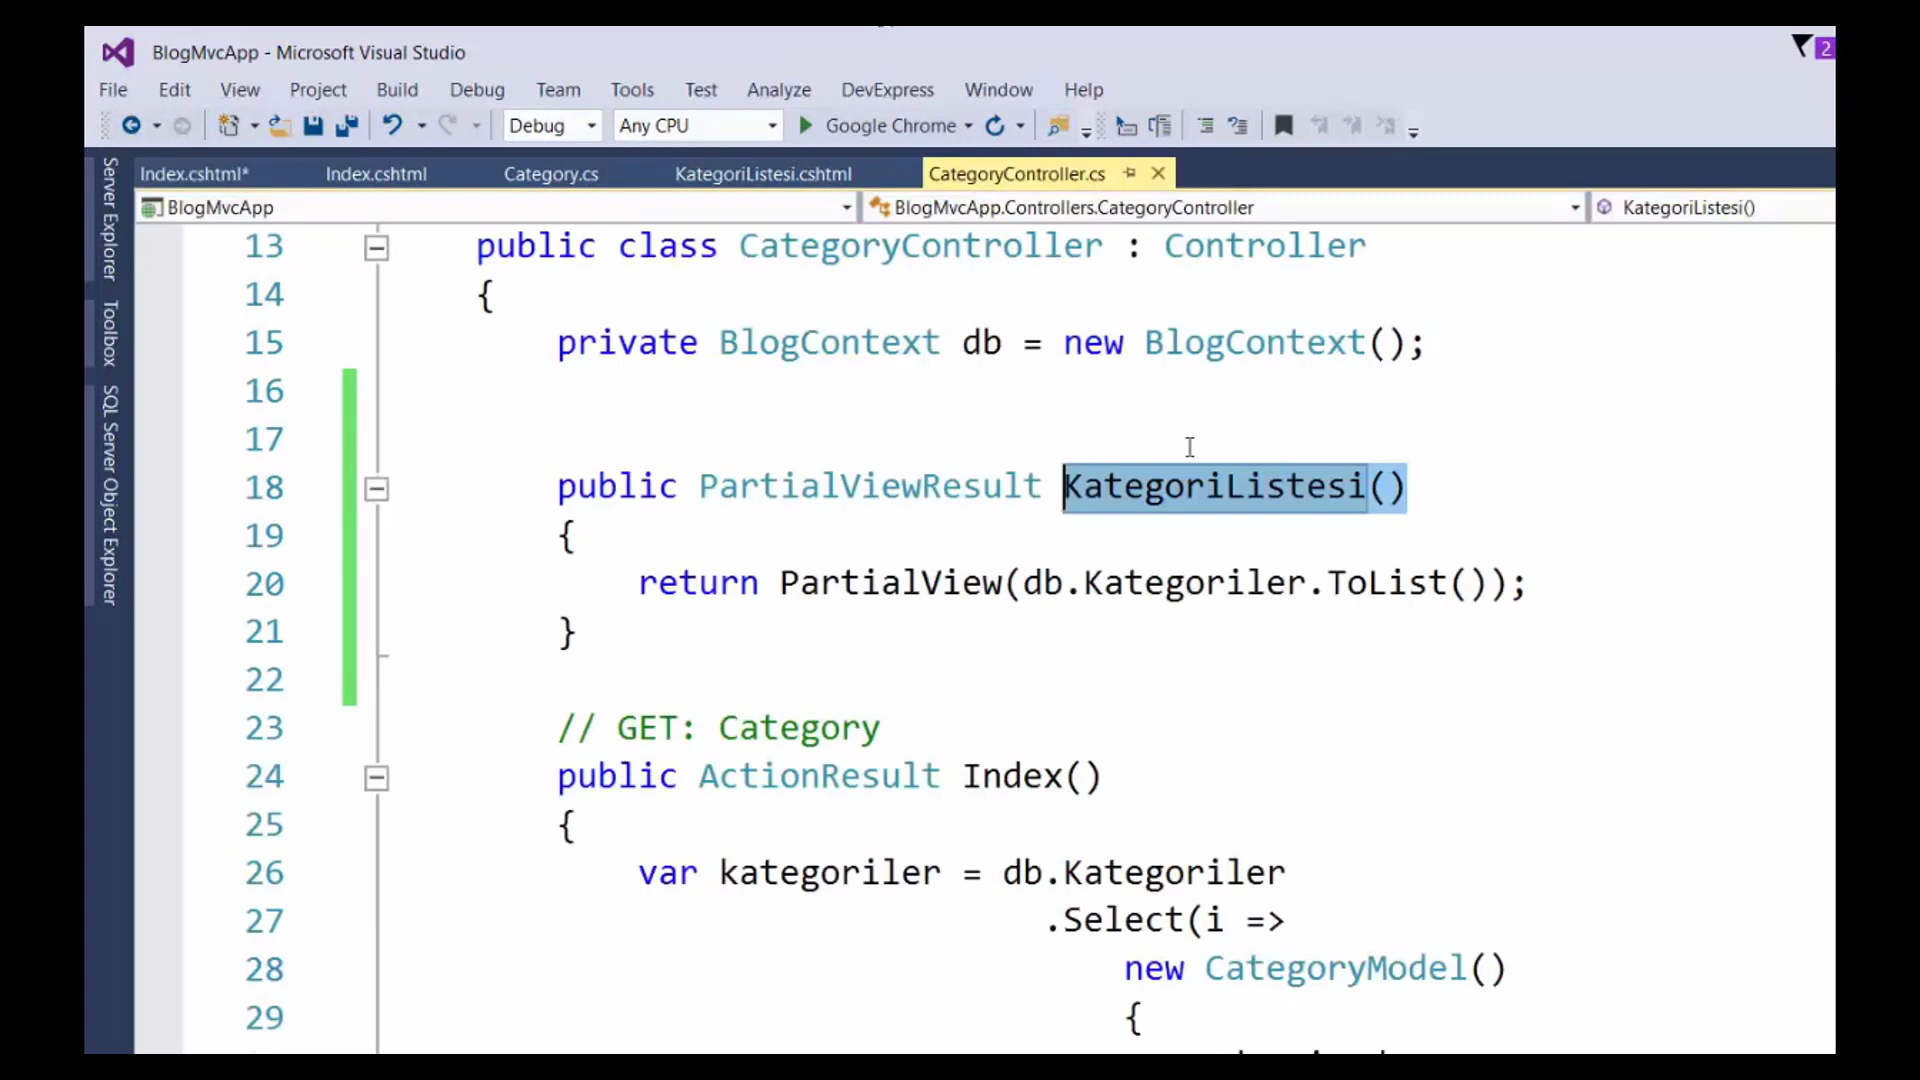 BlogMvcApp - Microsoft Visual Studio
2
File Edit View Project Build Debug Team Tools Test Analyze DevExpress Window Help
Debug Any CPU Google Chrome
Index.cshtml* Index.cshtml Category.cs KategoriListesi.cshtml CategoryController.cs
BlogMvcApp BlogMvcApp.Controllers.CategoryController KategoriListesi()
Server Explorer
Toolbox
SQL Server Object Explorer
13 public class CategoryController : Controller
14 {
15 private BlogContext db = new BlogContext();
16
17
18 public PartialViewResult KategoriListesi()
19 {
20 return PartialView(db.Kategoriler.ToList());
21 }
22
23 // GET: Category
24 public ActionResult Index()
25 {
26 var kategoriler = db.Kategoriler
27 .Select(i =>
28 new CategoryModel()
29 {